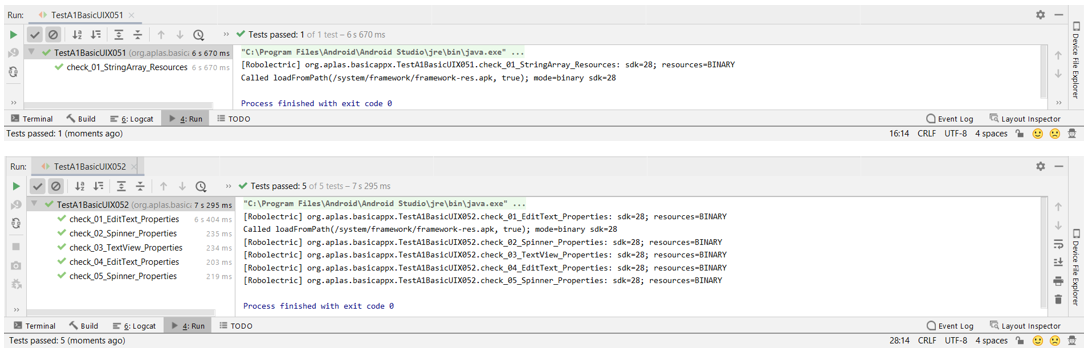 Run: TestA1BasicUIX051
Tests passed: 1 of 1 test – 6 s 670 ms
TestA1BasicUIX051 (org.aplas.basica 6 s 670 ms
check_01_StringArray_Resources 6 s 670 ms
"C:\Program Files\Android\Android Studio\jre\bin\java.exe" ...
[Robolectric] org.aplas.basicappx.TestA1BasicUIX051.check_01_StringArray_Resources: sdk=28; resources=BINARY
Called loadFromPath(/system/framework/framework-res.apk, true); mode=binary sdk=28
Process finished with exit code 0
Device File Explorer
Terminal Build 6: Logcat 4: Run TODO Event Log Layout Inspector
Tests passed: 1 (moments ago) 16:14 CRLF UTF-8 4 spaces
Run: TestA1BasicUIX052
Tests passed: 5 of 5 tests – 7 s 295 ms
TestA1BasicUIX052 (org.aplas.basica 7 s 295 ms
check_01_EditText_Properties 6 s 404 ms
check_02_Spinner_Properties 235 ms
check_03_TextView_Properties 234 ms
check_04_EditText_Properties 203 ms
check_05_Spinner_Properties 219 ms
"C:\Program Files\Android\Android Studio\jre\bin\java.exe" ...
[Robolectric] org.aplas.basicappx.TestA1BasicUIX052.check_01_EditText_Properties: sdk=28; resources=BINARY
Called loadFromPath(/system/framework/framework-res.apk, true); mode=binary sdk=28
[Robolectric] org.aplas.basicappx.TestA1BasicUIX052.check_02_Spinner_Properties: sdk=28; resources=BINARY
[Robolectric] org.aplas.basicappx.TestA1BasicUIX052.check_03_TextView_Properties: sdk=28; resources=BINARY
[Robolectric] org.aplas.basicappx.TestA1BasicUIX052.check_04_EditText_Properties: sdk=28; resources=BINARY
[Robolectric] org.aplas.basicappx.TestA1BasicUIX052.check_05_Spinner_Properties: sdk=28; resources=BINARY
Process finished with exit code 0
Device File Explorer
Terminal Build 6: Logcat 4: Run TODO Event Log Layout Inspector
Tests passed: 5 (moments ago) 28:14 CRLF UTF-8 4 spaces